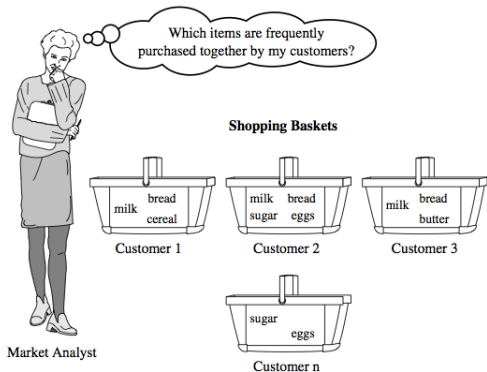 Which items are frequently
purchased together by my customers?
Shopping Baskets
milk bread
cereal
Customer 1
milk bread
sugar eggs
Customer 2
milk bread
butter
Customer 3
sugar
eggs
Customer n
Market Analyst